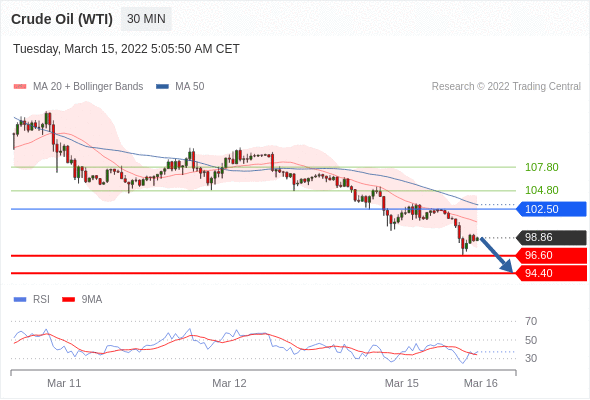 Crude Oil (WTI) 30 MIN
Tuesday, March 15, 2022 5:05:50 AM CET
MA 20 + Bollinger Bands MA 50 Research © 2022 Trading Central
107.80
104.80
102.50
98.86
96.60
94.40
RSI 9MA
70
50
30
Mar 11 Mar 12 Mar 15 Mar 16